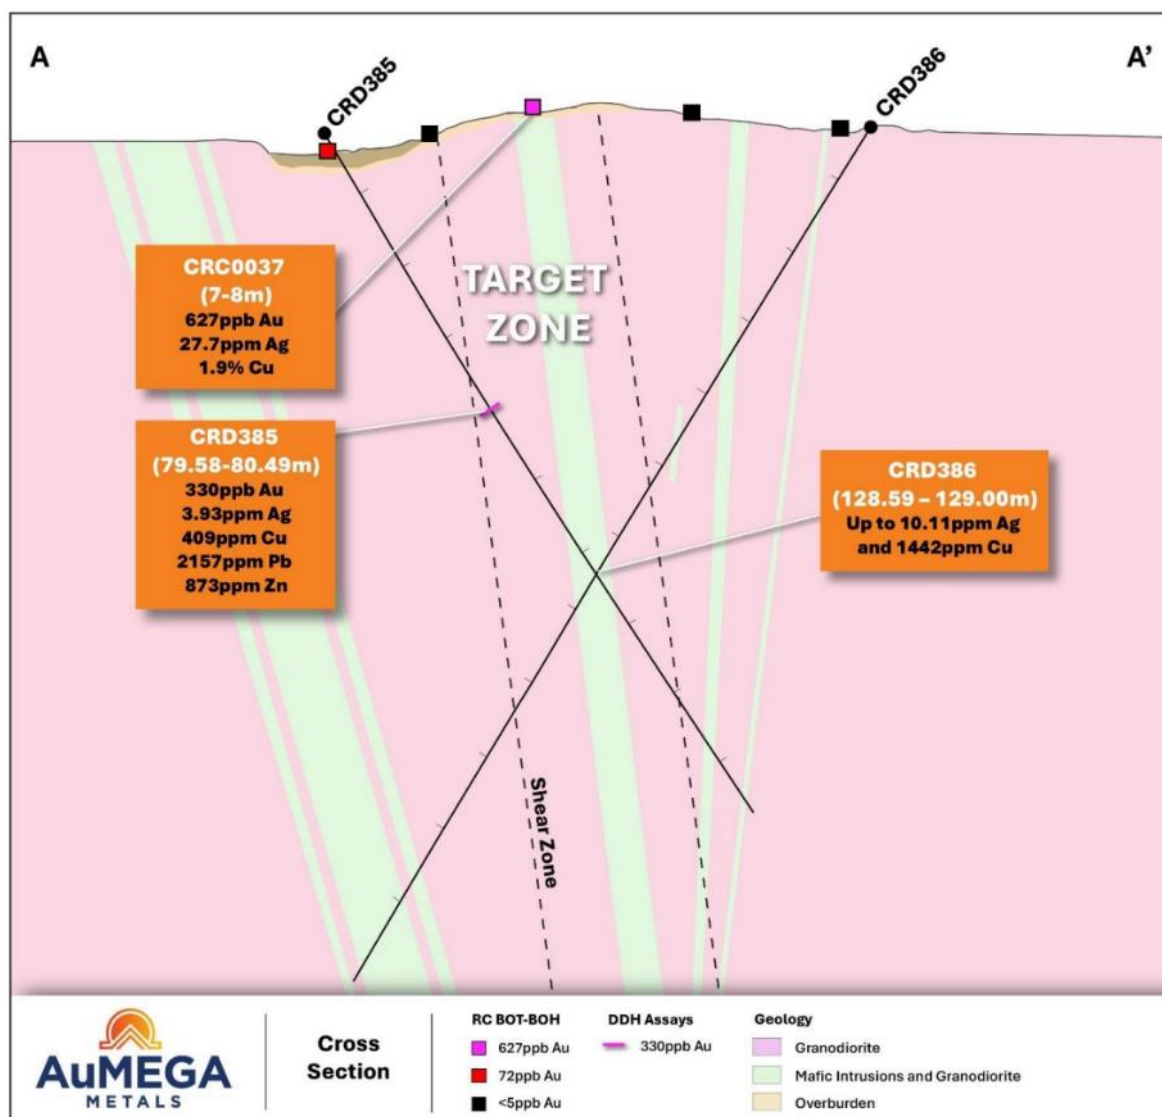 A
CRD385
CRD386
A’
CRC0037
(7-8m)
627ppb Au
27.7ppm Ag
1.9% Cu
TARGET
ZONE
CRD385
(79.58-80.49m)
330ppb Au
3.93ppm Ag
409ppm Cu
2157ppm Pb
873ppm Zn
CRD386
(128.59 – 129.00m)
Up to 10.11ppm Ag
and 1442ppm Cu
Shear Zone
AuMEGA
METALS
Cross
Section
RC BOT-BOH
627ppb Au
72ppb Au
<5ppb Au
DDH Assays
330ppb Au
Geology
Granodiorite
Mafic Intrusions and Granodiorite
Overburden